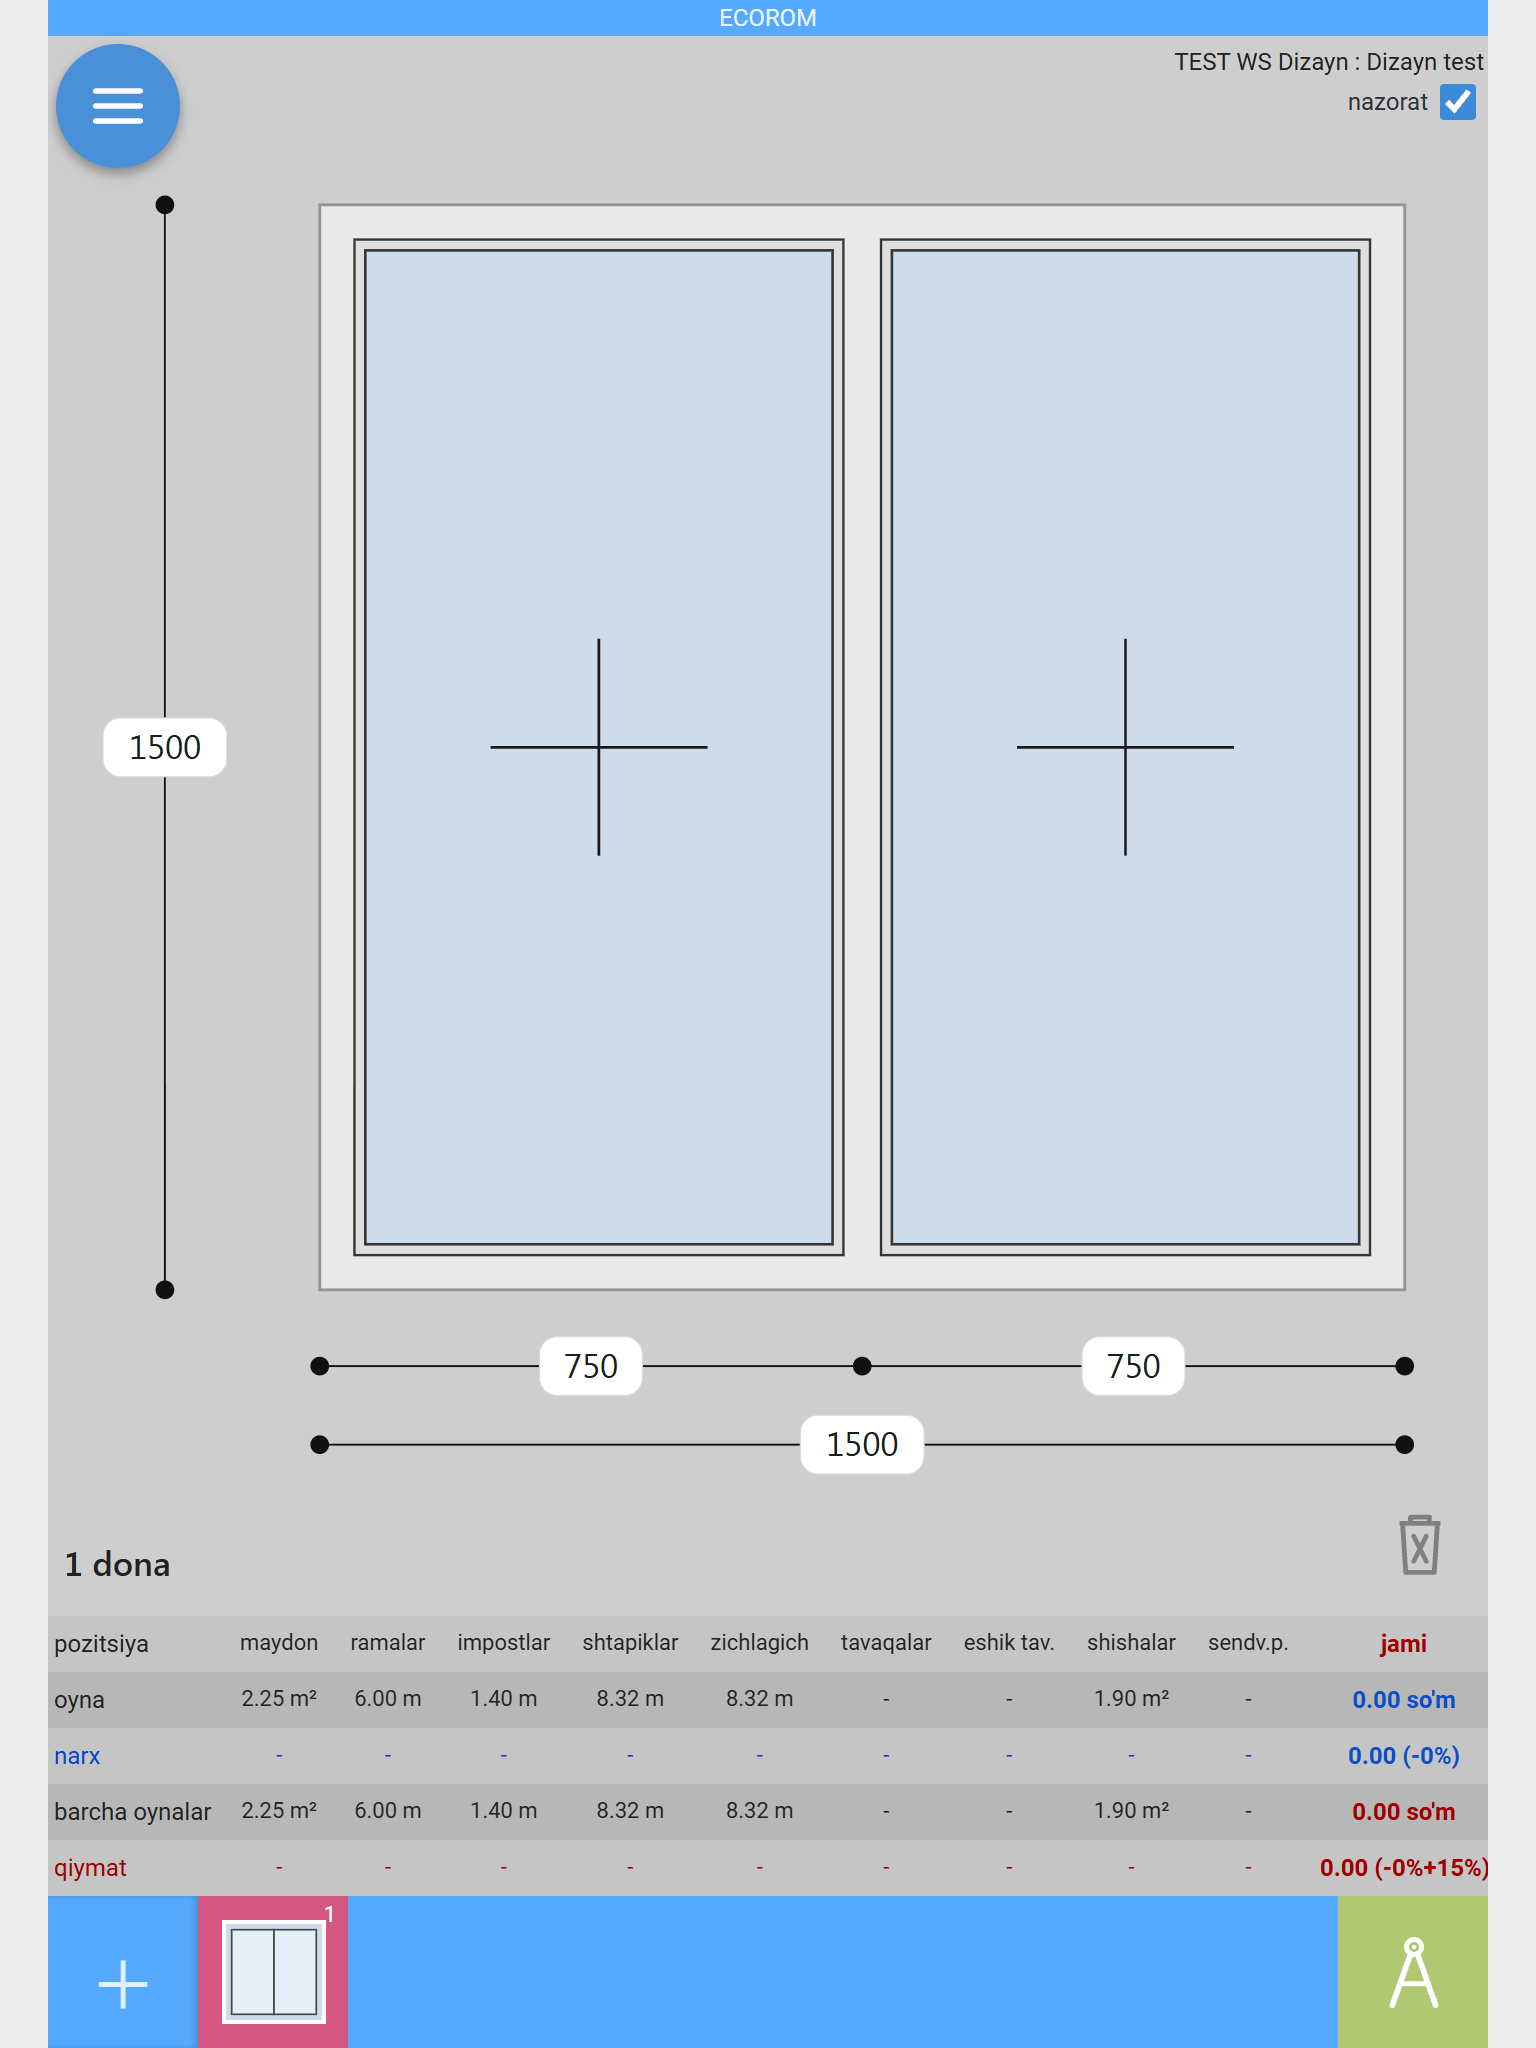 ECOROM
TEST WS Dizayn : Dizayn test
nazorat
1500
750 750
1500
1 dona
pozitsiya maydon ramalar impostlar shtapiklar zichlagich tavaqalar eshik tav. shishalar sendv.p. jami
oyna 2.25 m² 6.00 m 1.40 m 8.32 m 8.32 m - - 1.90 m² - 0.00 so'm
narx - - - - - - - - - 0.00 (-0%)
barcha oynalar 2.25 m² 6.00 m 1.40 m 8.32 m 8.32 m - - 1.90 m² - 0.00 so'm
qiymat - - - - - - - - - 0.00 (-0%+15%)
1